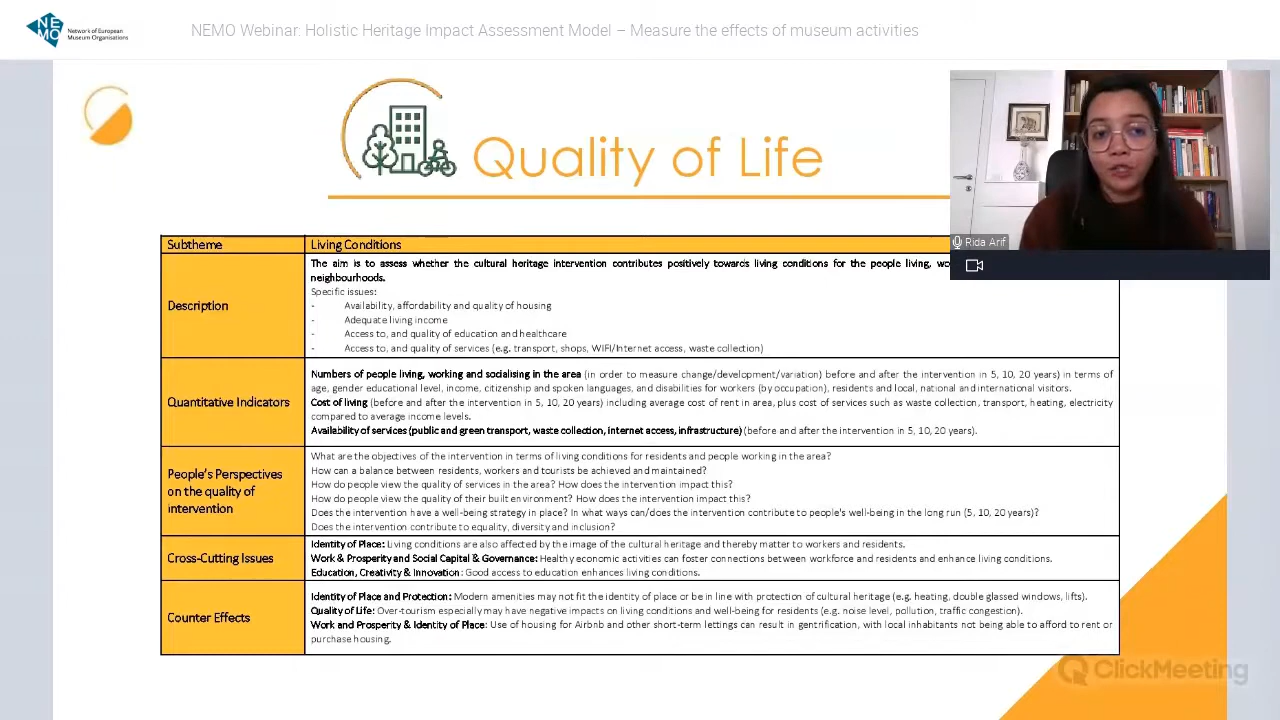 NEMO
Network of European
Museum Organisations
NEMO Webinar: Holistic Heritage Impact Assessment Model – Measure the effects of museum activities
Quality of Life
Rida Arif
Subtheme
Living Conditions
Description
The aim is to assess whether the cultural heritage intervention contributes positively towards living conditions for the people living,
neighbourhoods.
Specific issues:
- Availability, affordability and quality of housing
- Adequate living income
- Access to, and quality of education and healthcare
- Access to, and quality of services (e.g. transport, shops, WIFI/Internet access, waste collection)
Quantitative Indicators
Numbers of people living, working and socialising in the area (in order to measure change/development/variation) before and after the intervention in 5, 10, 20 years) in terms of
age, gender educational level, income, citizenship and spoken languages, and disabilities for workers (by occupation), residents and local, national and international visitors.
Cost of living (before and after the intervention in 5, 10, 20 years) including average cost of rent in area, plus cost of services such as waste collection, transport, heating, electricity
compared to average income levels.
Availability of services (public and green transport, waste collection, internet access, infrastructure) (before and after the intervention in 5, 10, 20 years).
People's Perspectives
on the quality of
intervention
What are the objectives of the intervention in terms of living conditions for residents and people working in the area?
How can a balance between residents, workers and tourists be achieved and maintained?
How do people view the quality of services in the area? How does the intervention impact this?
How do people view the quality of their built environment? How does the intervention impact this?
Does the intervention have a well-being strategy in place? In what ways can/does the intervention contribute to people's well-being in the long run (5, 10, 20 years)?
Does the intervention contribute to equality, diversity and inclusion?
Cross-Cutting Issues
Identity of Place: Living conditions are also affected by the image of the cultural heritage and thereby matter to workers and residents.
Work & Prosperity and Social Capital & Governance: Healthy economic activities can foster connections between workforce and residents and enhance living conditions.
Education, Creativity & Innovation: Good access to education enhances living conditions.
Counter Effects
Identity of Place and Protection: Modern amenities may not fit the identity of place or be in line with protection of cultural heritage (e.g. heating, double glassed windows, lifts).
Quality of Life: Over-tourism especially may have negative impacts on living conditions and well-being for residents (e.g. noise level, pollution, traffic congestion).
Work and Prosperity & Identity of Place: Use of housing for Airbnb and other short-term lettings can result in gentrification, with local inhabitants not being able to afford to rent or
purchase housing.
ClickMeeting